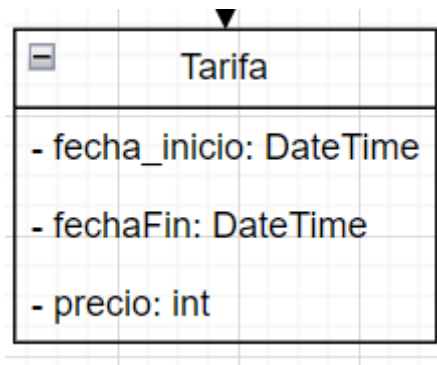 Tarifa
- fecha_inicio: DateTime
- fechaFin: DateTime
- precio: int